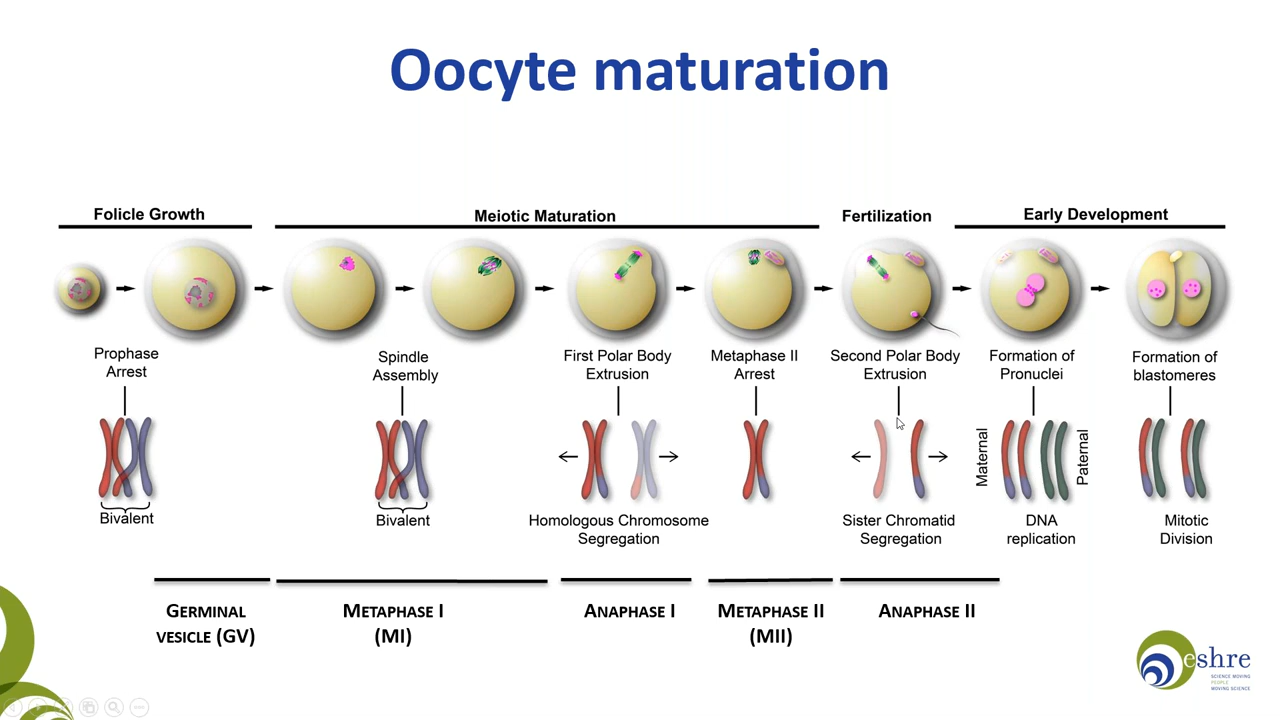 Oocyte maturation
Folicle Growth
Meiotic Maturation
Fertilization
Early Development
Prophase
Arrest
Spindle
Assembly
First Polar Body
Extrusion
Metaphase II
Arrest
Second Polar Body
Extrusion
Formation of
Pronuclei
Formation of
blastomeres
Maternal
Paternal
Bivalent
Bivalent
Homologous Chromosome
Segregation
Sister Chromatid
Segregation
DNA
replication
Mitotic
Division
GERMINAL
VESICLE (GV)
METAPHASE I
(MI)
ANAPHASE I
METAPHASE II
(MII)
ANAPHASE II
eshre
SCIENCE MOVING
PEOPLE
MOVING SCIENCE